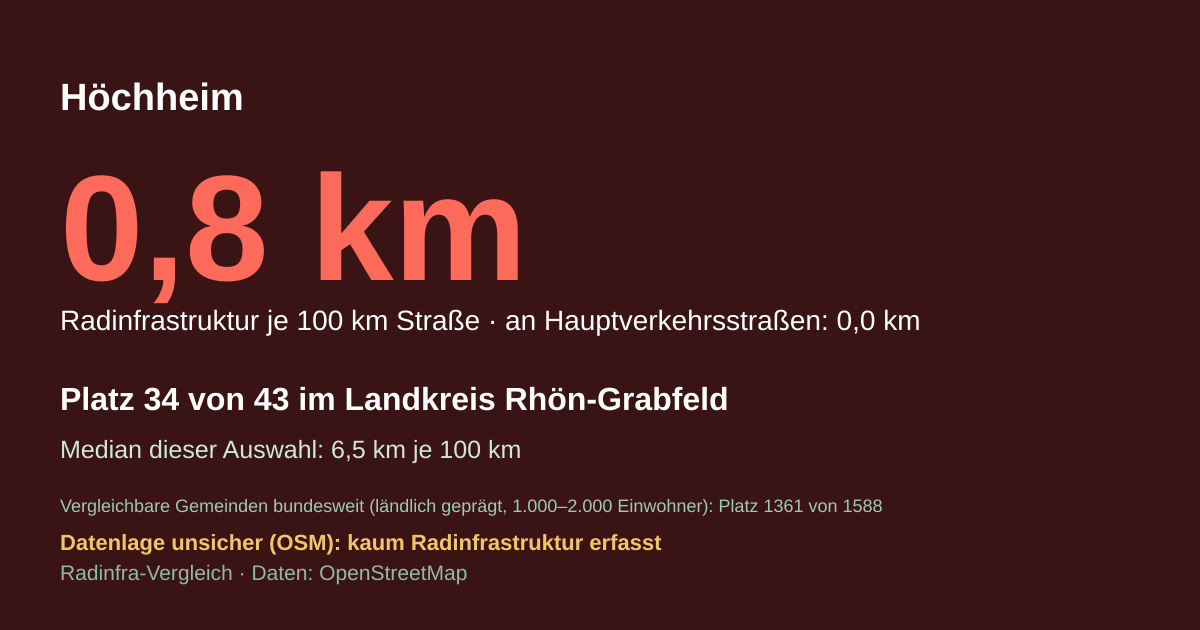 Höchheim
0,8 km
Radinfrastruktur je 100 km Straße · an Hauptverkehrsstraßen: 0,0 km
Platz 34 von 43 im Landkreis Rhön-Grabfeld
Median dieser Auswahl: 6,5 km je 100 km
Vergleichbare Gemeinden bundesweit (ländlich geprägt, 1.000–2.000 Einwohner): Platz 1361 von 1588
Datenlage unsicher (OSM): kaum Radinfrastruktur erfasst
Radinfra-Vergleich · Daten: OpenStreetMap